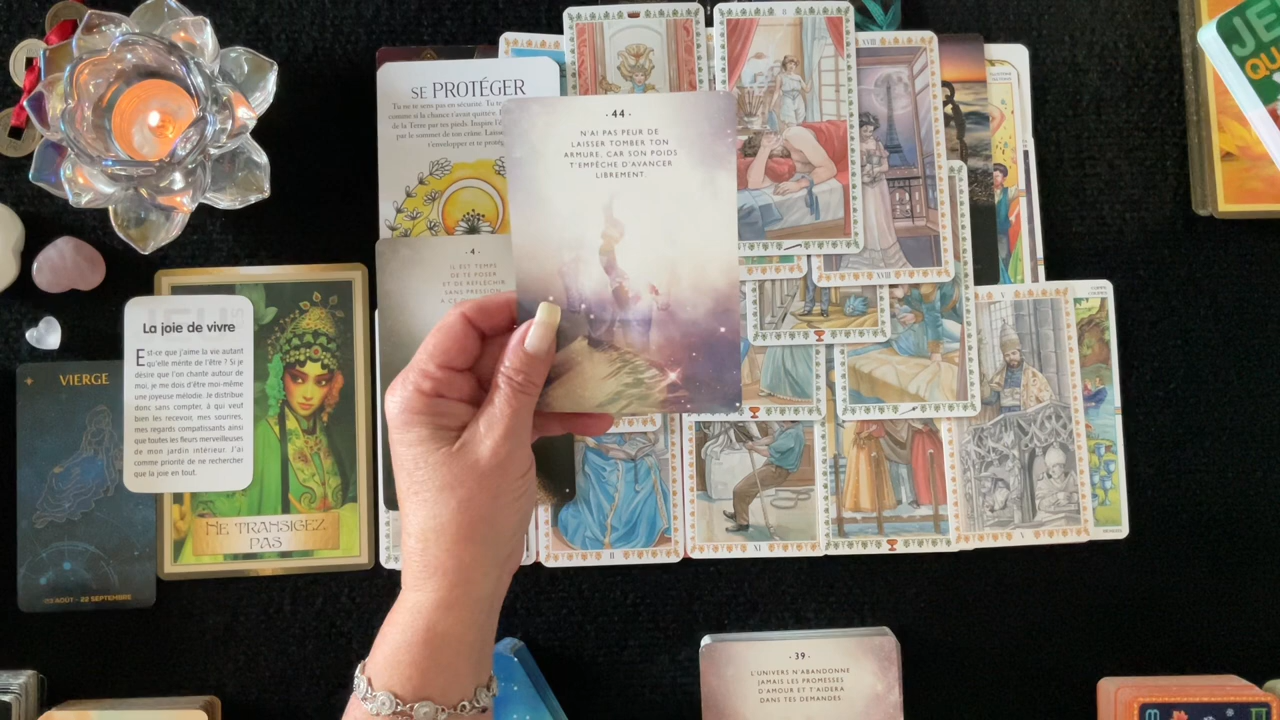 SE PROTÉGER
Tu ne te sens pas en sécurité. Tu
comme si la chance t'avait quitté
de la Terre par tes pieds. Inspire
par le sommet de ton crâne.
t'envelopper et te
· 44 ·
N'AI PAS PEUR DE
LAISSER TOMBER TON
ARMURE, CAR SON POIDS
T'EMPÊCHE D'AVANCER
LIBREMENT.
II
XVIII
XVIII
JEU
· 4 ·
IL EST TEMPS
DE TE POSER
ET DE RÉFLÉCHIR
SANS PRESSION
À CE
La joie de vivre
Est-ce que j'aime la vie autant
qu'elle mérite de l'être ? Si je
désire que l'on chante autour de
moi, je me dois d'être moi-même
une joyeuse mélodie. Je distribue
donc sans compter, à qui veut
bien les recevoir, mes sourires,
mes regards compatissants ainsi
que toutes les fleurs merveilleuses
de mon jardin intérieur. J'ai
comme priorité de ne rechercher
que la joie en tout.
VIERGE
23 AOÛT - 22 SEPTEMBRE
NE TRANSIGEZ
PAS
II
XI
V
V
· 39 ·
L'UNIVERS N'ABANDONNE
JAMAIS LES PROMESSES
D'AMOUR ET T'AIDERA
DANS TES DEMANDES.